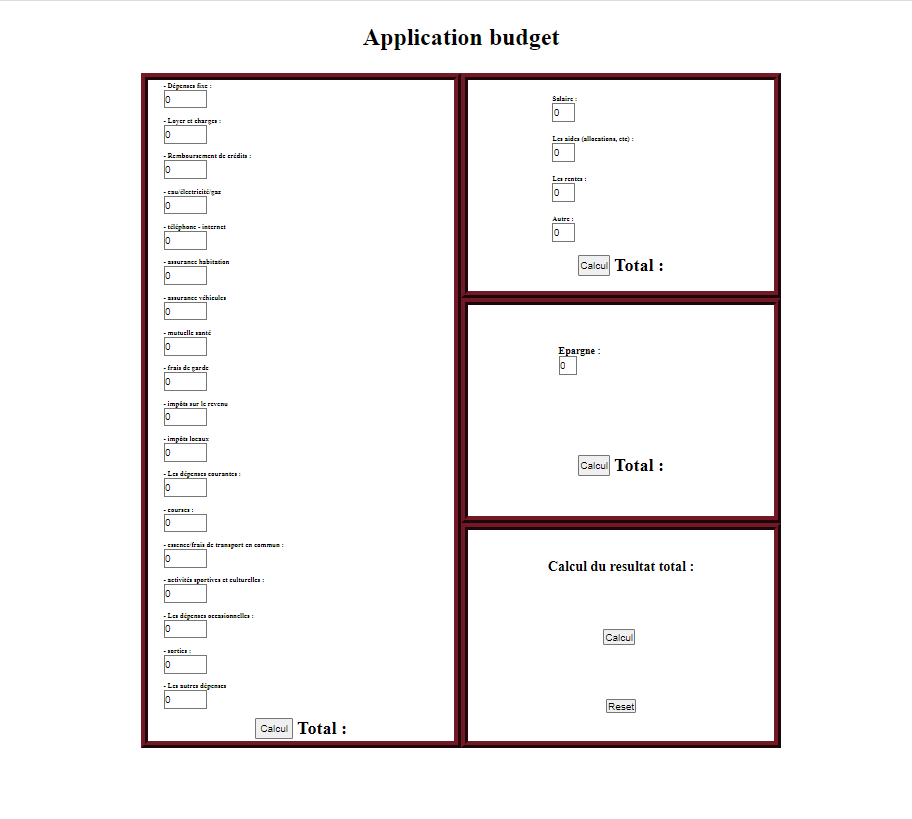 Application budget
- Dépenses fixe :
0
- Loyer et charges :
0
- Remboursement de crédits :
0
- eau/électricité/gaz
0
- téléphone - internet
0
- assurance habitation
0
- assurance véhicules
0
- mutuelle santé
0
- frais de garde
0
- impôts sur le revenu
0
- impôts locaux
0
- Les dépenses courantes :
0
- courses :
0
- essence/frais de transport en commun :
0
- activités sportives et culturelles :
0
- Les dépenses occasionnelles :
0
- sorties :
0
- Les autres dépenses
0
Calcul Total :
Salaire :
0
Les aides (allocations, etc) :
0
Les rentes :
0
Autre :
0
Calcul Total :
Epargne :
0
Calcul Total :
Calcul du resultat total :
Calcul
Reset